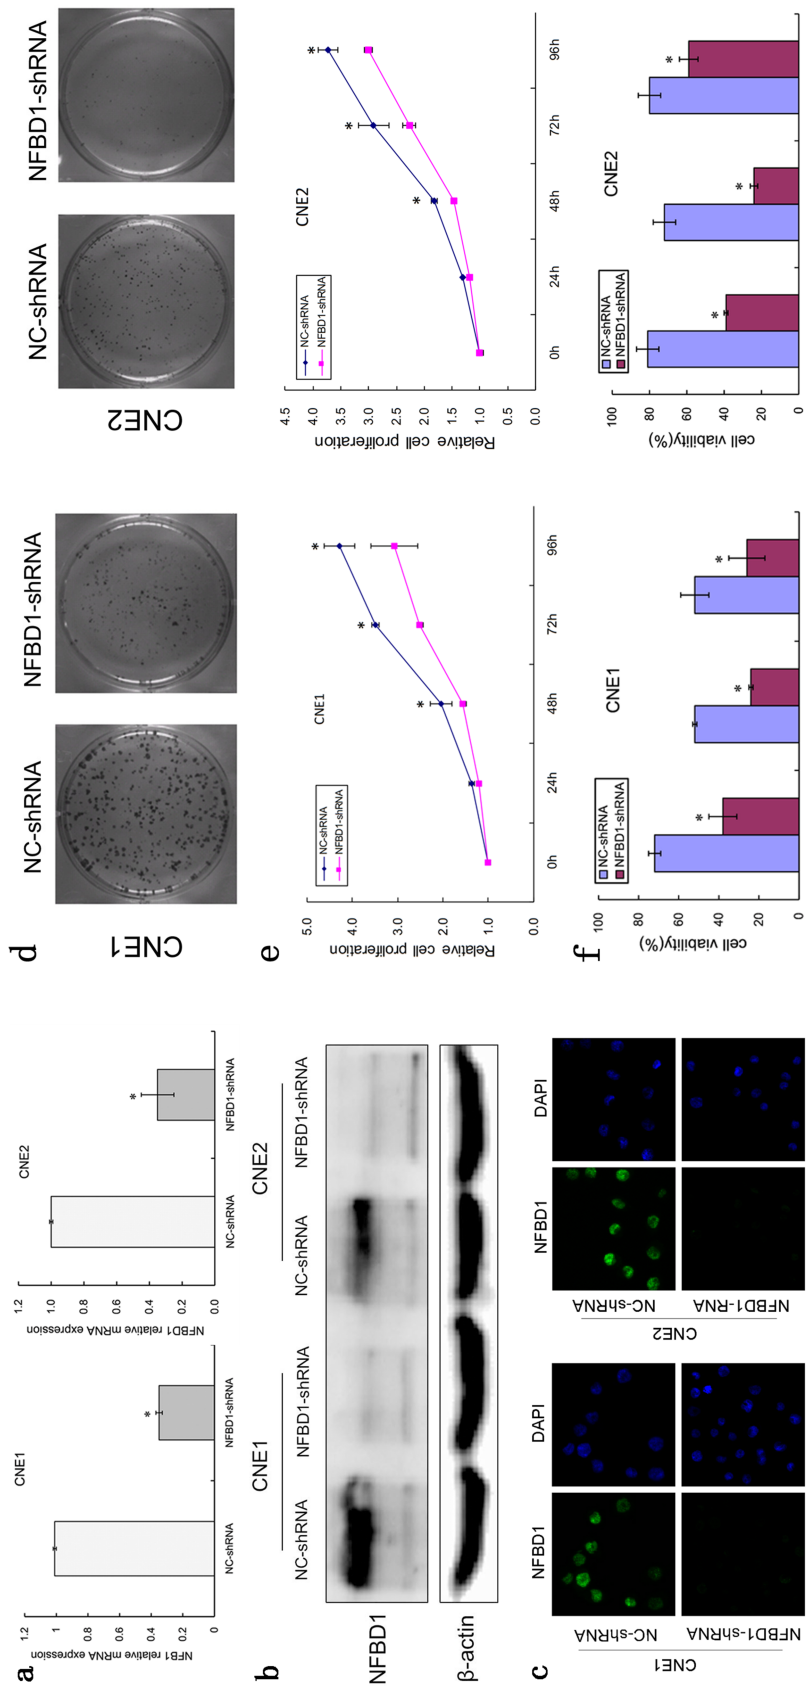 a
NFB1 relative mRNA expression
1.2
1
0.8
0.6
0.4
0.2
0
CNE1
*
NC-shRNA
NFBD1-shRNA
NFBD1 relative mRNA expression
1.2
1.0
0.8
0.6
0.4
0.2
0.0
CNE2
*
NC-shRNA
NFBD1-shRNA
b
CNE1
CNE2
NC-shRNA
NFBD1-shRNA
NC-shRNA
NFBD1-shRNA
NFBD1
β-actin
c
NFBD1
DAPI
CNE1
NC-shRNA
NFBD1-shRNA
NFBD1
DAPI
CNE2
NC-shRNA
NFBD1-RNA
d
NC-shRNA
NFBD1-shRNA
CNE1
NC-shRNA
NFBD1-shRNA
CNE2
e
Relative cell proliferation
5.0
4.0
3.0
2.0
1.0
0.0
NC-shRNA
NFBD1-shRNA
CNE1
*
*
*
0h
24h
48h
72h
96h
Relative cell proliferation
4.5
4.0
3.5
3.0
2.5
2.0
1.5
1.0
0.5
0.0
NC-shRNA
NFBD1-shRNA
CNE2
*
*
*
0h
24h
48h
72h
96h
f
cell viability(%)
100
80
60
40
20
0
NC-shRNA
NFBD1-shRNA
CNE1
*
*
*
cell viability(%)
100
80
60
40
20
0
NC-shRNA
NFBD1-shRNA
CNE2
*
*
*